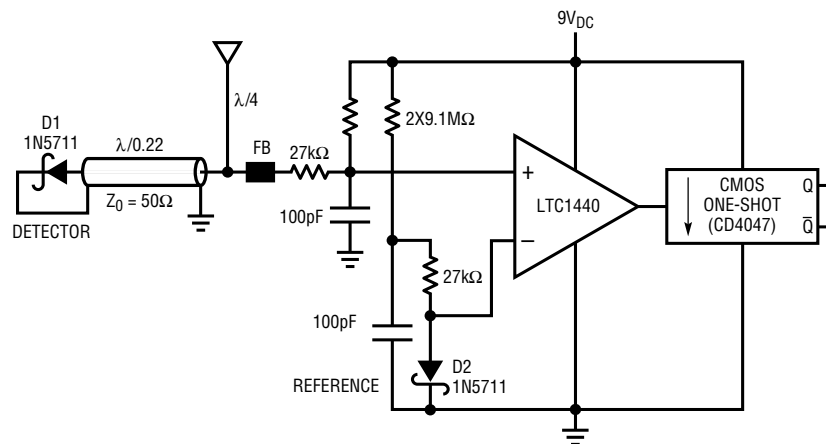 9V DC
D1
1N5711
λ/0.22
Z0 = 50Ω
DETECTOR
λ/4
FB
27kΩ
100pF
2X9.1MΩ
+
−
LTC1440
27kΩ
100pF
REFERENCE
D2
1N5711
CMOS
ONE-SHOT
(CD4047)
Q
Q̅